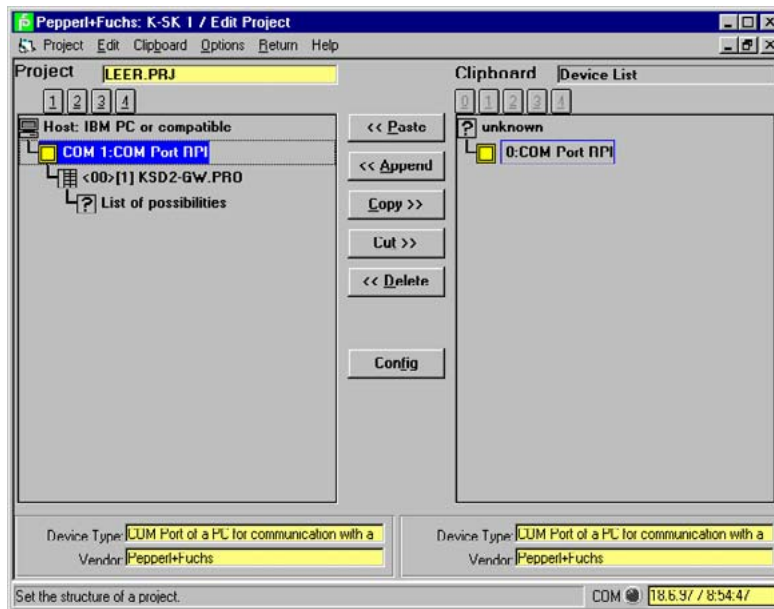 Pepperl+Fuchs: K-SK 1 / Edit Project
Project Edit Clipboard Options Return Help
Project LEER.PRJ
Clipboard Device List
1 2 3 4
0 1 2 3 4
Host: IBM PC or compatible
COM 1:COM Port RPI
<00>[1] KSD2-GW.PRO
List of possibilities
<< Paste
<< Append
Copy >>
Cut >>
<< Delete
Config
? unknown
0:COM Port RPI
Device Type: COM Port of a PC for communication with a
Vendor: Pepperl+Fuchs
Device Type: COM Port of a PC for communication with a
Vendor: Pepperl+Fuchs
Set the structure of a project.
COM 18.6.97 / 8:54:47